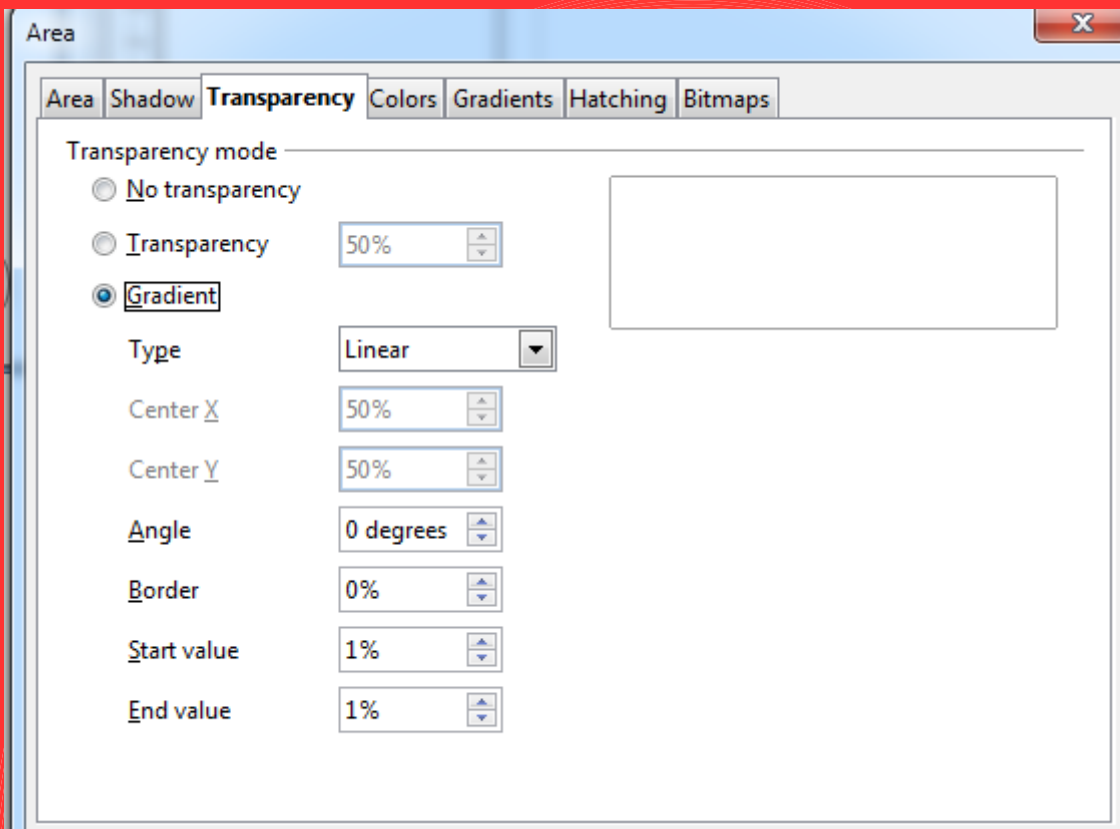 Area
Area Shadow Transparency Colors Gradients Hatching Bitmaps
Transparency mode
No transparency
Transparency 50%
Gradient
Type Linear
Center X 50%
Center Y 50%
Angle 0 degrees
Border 0%
Start value 1%
End value 1%